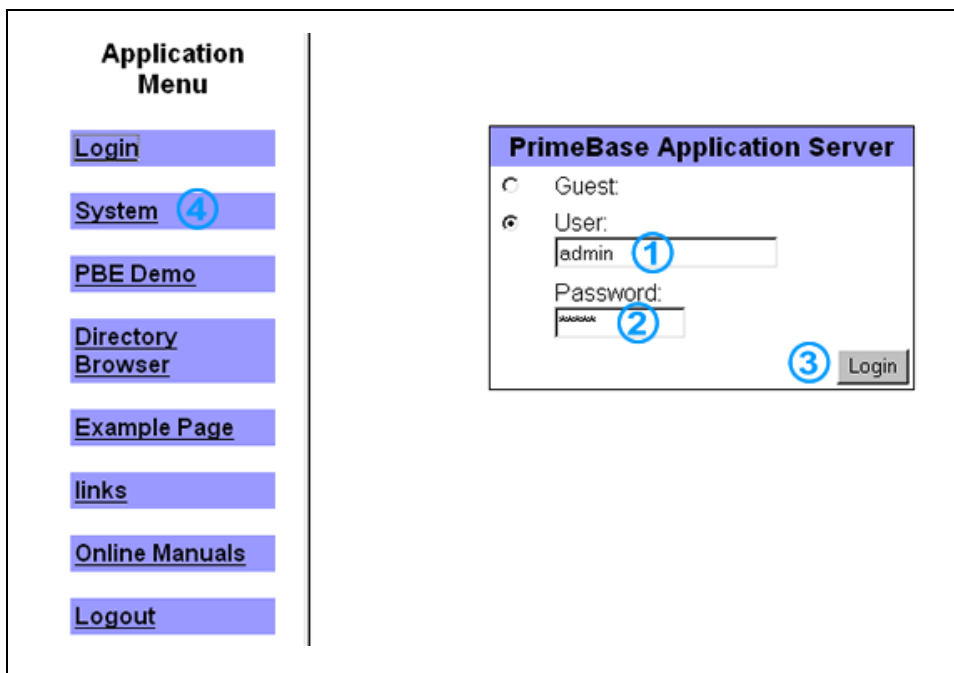 Application
Menu
Login
System 4
PBE Demo
Directory
Browser
Example Page
links
Online Manuals
Logout
PrimeBase Application Server
Guest:
User:
admin 1
Password:
****** 2
3 Login